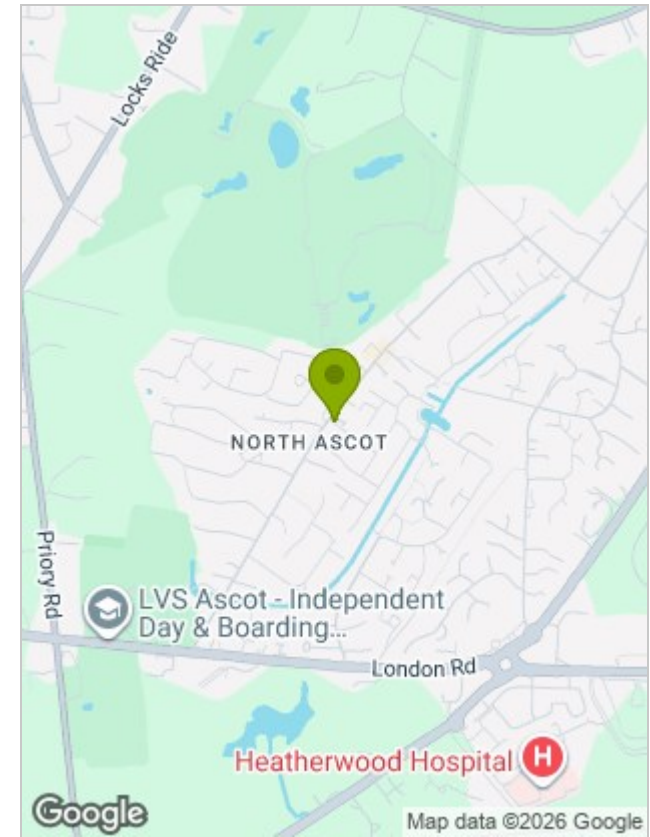 Locks Ride
NORTH ASCOT
Priory Rd
LVS Ascot - Independent
Day & Boarding...
London Rd
Heatherwood Hospital
H
Google
Map data ©2026 Google